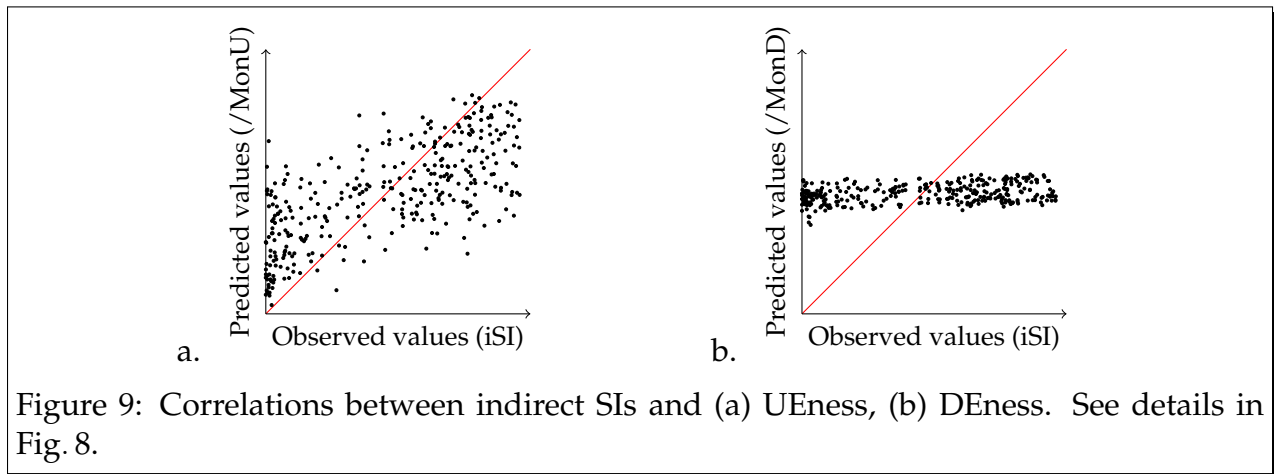 Predicted values (/MonU)
Observed values (iSI)
a.
Predicted values (/MonD)
Observed values (iSI)
b.
Figure 9: Correlations between indirect SIs and (a) UEness, (b) DEness. See details in
Fig. 8.